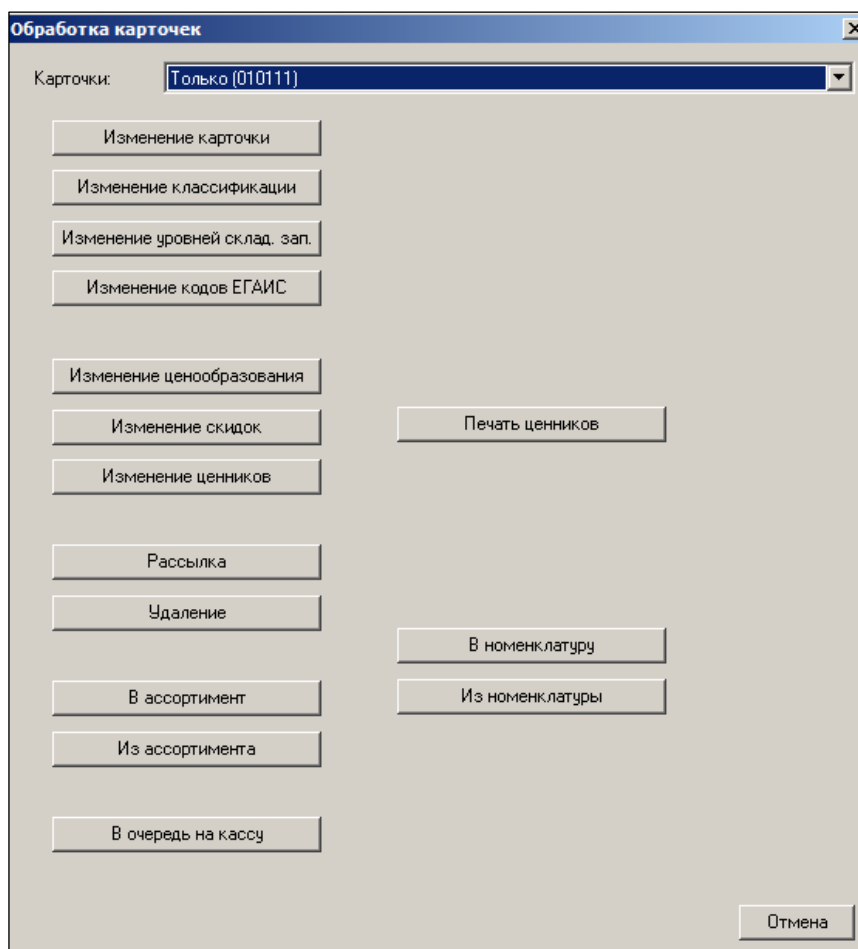 Обработка карточек
Карточки: Только (010111)
Изменение карточки
Изменение классификации
Изменение уровней склад. зап.
Изменение кодов ЕГАИС
Изменение ценообразования
Изменение скидок
Печать ценников
Изменение ценников
Рассылка
Удаление
В номенклатуру
В ассортимент
Из номенклатуры
Из ассортимента
В очередь на кассу
Отмена